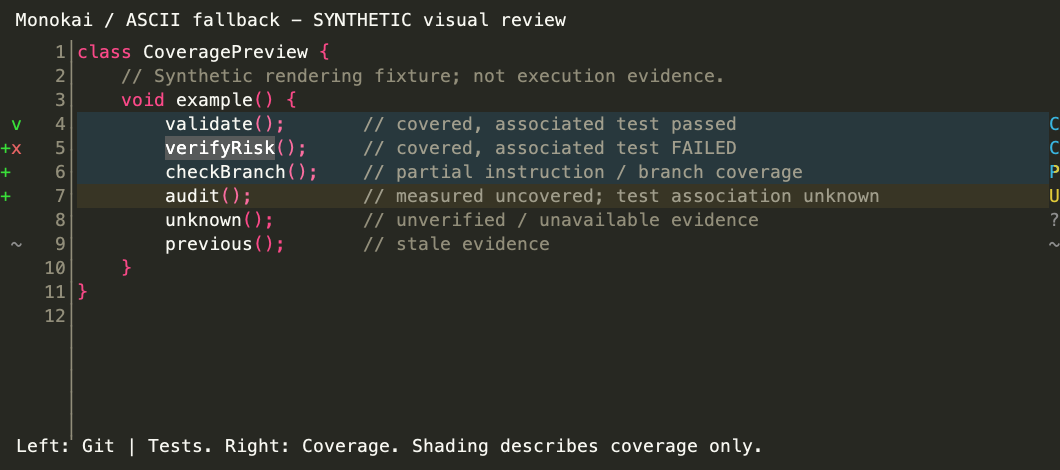 Monokai / ASCII fallback – SYNTHETIC visual review
1 class CoveragePreview {
2 // Synthetic rendering fixture; not execution evidence.
3 void example() {
v 4 validate(); // covered, associated test passed C
+x 5 verifyRisk(); // covered, associated test FAILED C
+ 6 checkBranch(); // partial instruction / branch coverage P
+ 7 audit(); // measured uncovered; test association unknown U
8 unknown(); // unverified / unavailable evidence ?
~ 9 previous(); // stale evidence ~
10 }
11 }
12
Left: Git | Tests. Right: Coverage. Shading describes coverage only.